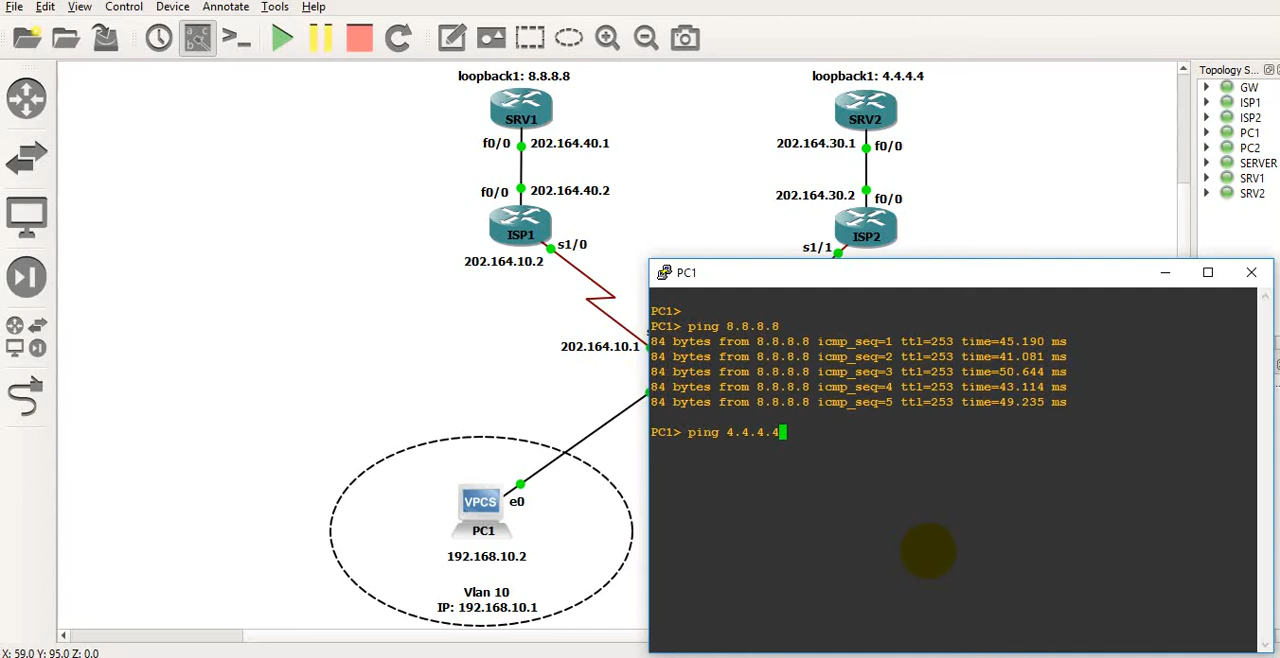 File Edit View Control Device Annotate Tools Help
loopback1: 8.8.8.8
SRV1
f0/0 202.164.40.1
f0/0 202.164.40.2
ISP1
s1/0
202.164.10.2
202.164.10.1
loopback1: 4.4.4.4
SRV2
202.164.30.1 f0/0
202.164.30.2 f0/0
ISP2
s1/1
VPCS
e0
PC1
192.168.10.2
Vlan 10
IP: 192.168.10.1
Topology S...
GW
ISP1
ISP2
PC1
PC2
SERVER
SRV1
SRV2
PC1
PC1>
PC1> ping 8.8.8.8
84 bytes from 8.8.8.8 icmp_seq=1 ttl=253 time=45.190 ms
84 bytes from 8.8.8.8 icmp_seq=2 ttl=253 time=41.081 ms
84 bytes from 8.8.8.8 icmp_seq=3 ttl=253 time=50.644 ms
84 bytes from 8.8.8.8 icmp_seq=4 ttl=253 time=43.114 ms
84 bytes from 8.8.8.8 icmp_seq=5 ttl=253 time=49.235 ms
PC1> ping 4.4.4.4
X: 59.0 Y: 95.0 Z: 0.0